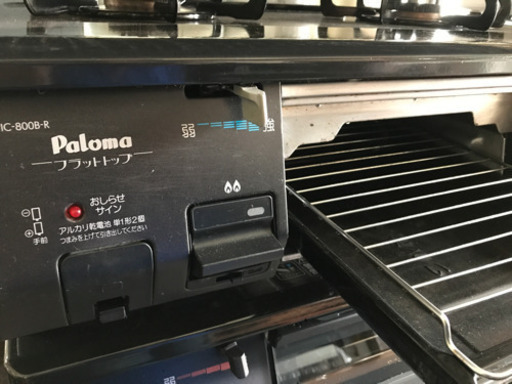 IC-800B-R
Paloma
フラットトップ
おしらせ
サイン
手前
アルカリ乾電池 単1形2個
つまみを上げて引き出してください